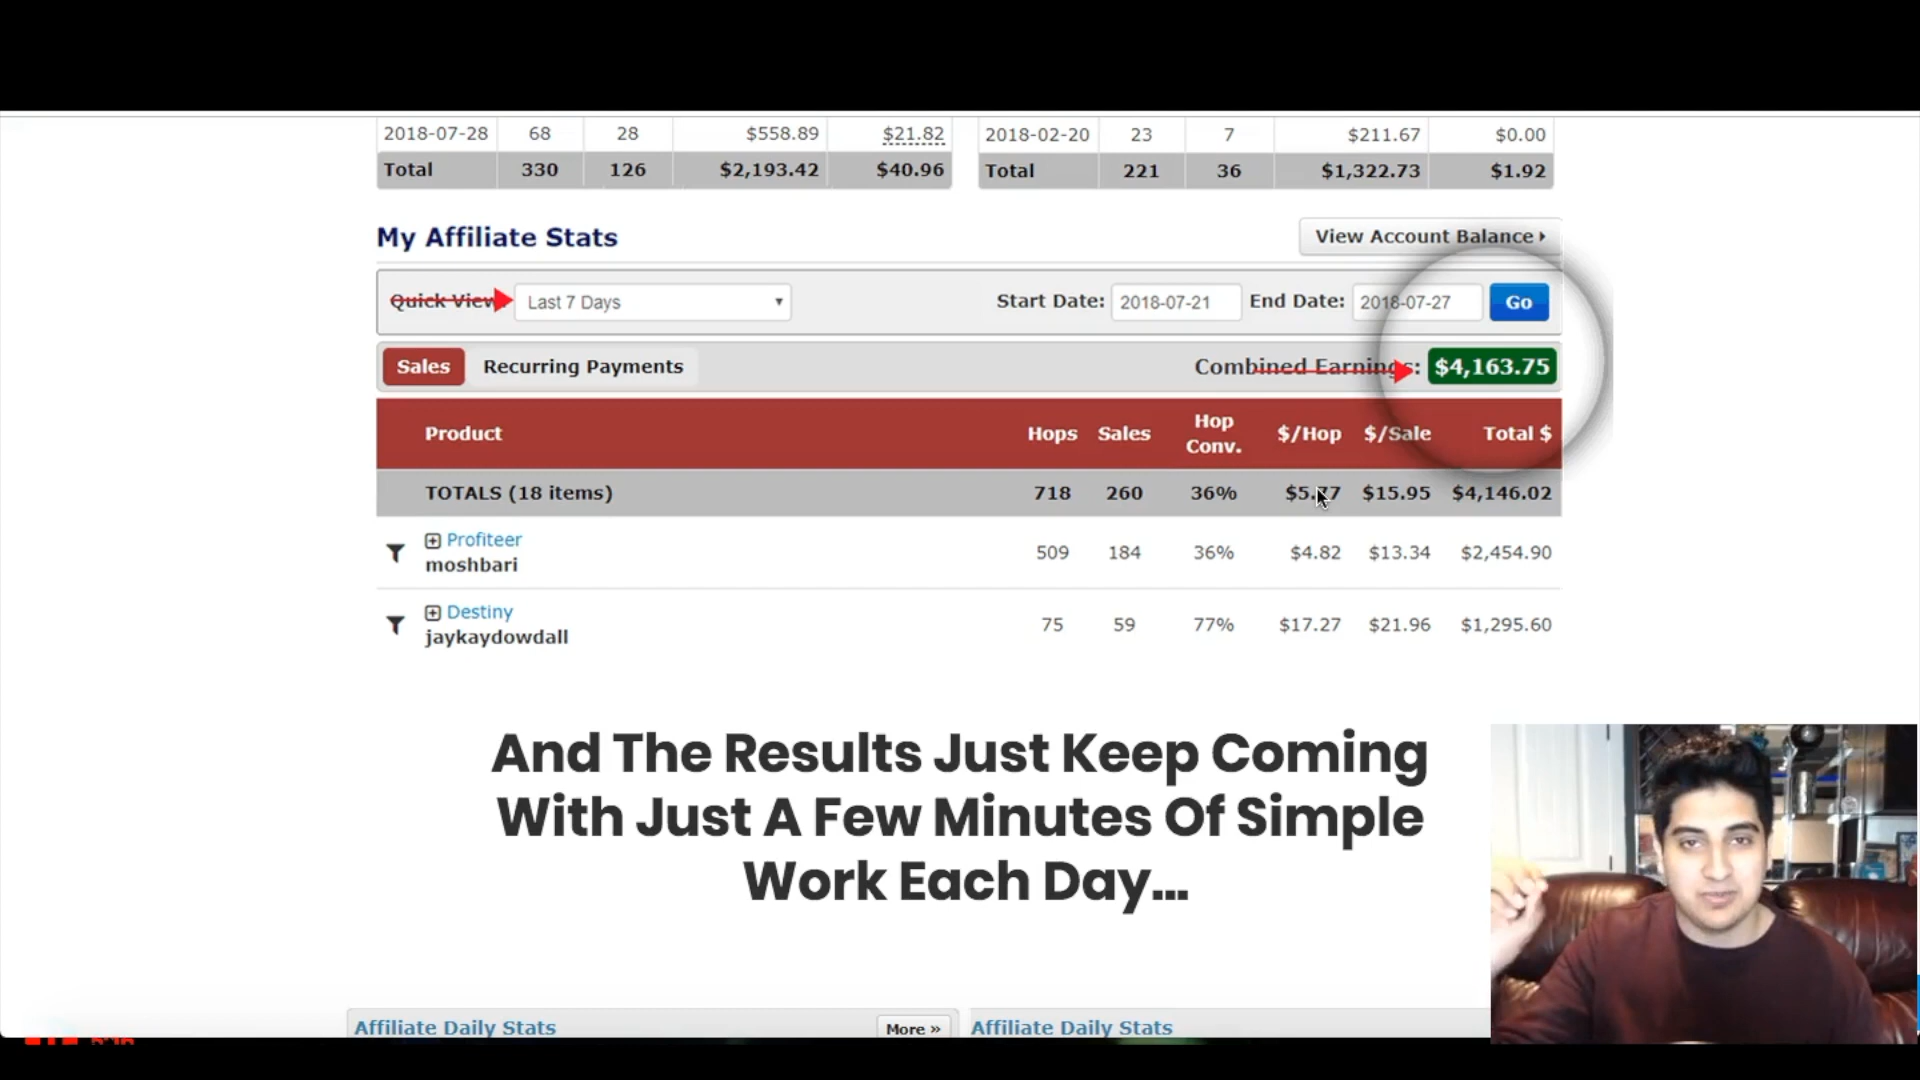 2018-07-28 68 28 $558.89 $21.82 2018-02-20 23 7 $211.67 $0.00
Total 330 126 $2,193.42 $40.96 Total 221 36 $1,322.73 $1.92
My Affiliate Stats View Account Balance
Quick View: Last 7 Days Start Date: 2018-07-21 End Date: 2018-07-27 Go
Sales Recurring Payments Combined Earnings: $4,163.75
Product Hops Sales Hop Conv. $/Hop $/Sale Total $
TOTALS (18 items) 718 260 36% $5.77 $15.95 $4,146.02
Profiteer 509 184 36% $4.82 $13.34 $2,454.90
moshbari
Destiny 75 59 77% $17.27 $21.96 $1,295.60
jaykaydowdall
And The Results Just Keep Coming
With Just A Few Minutes Of Simple
Work Each Day...
Affiliate Daily Stats More » Affiliate Daily Stats